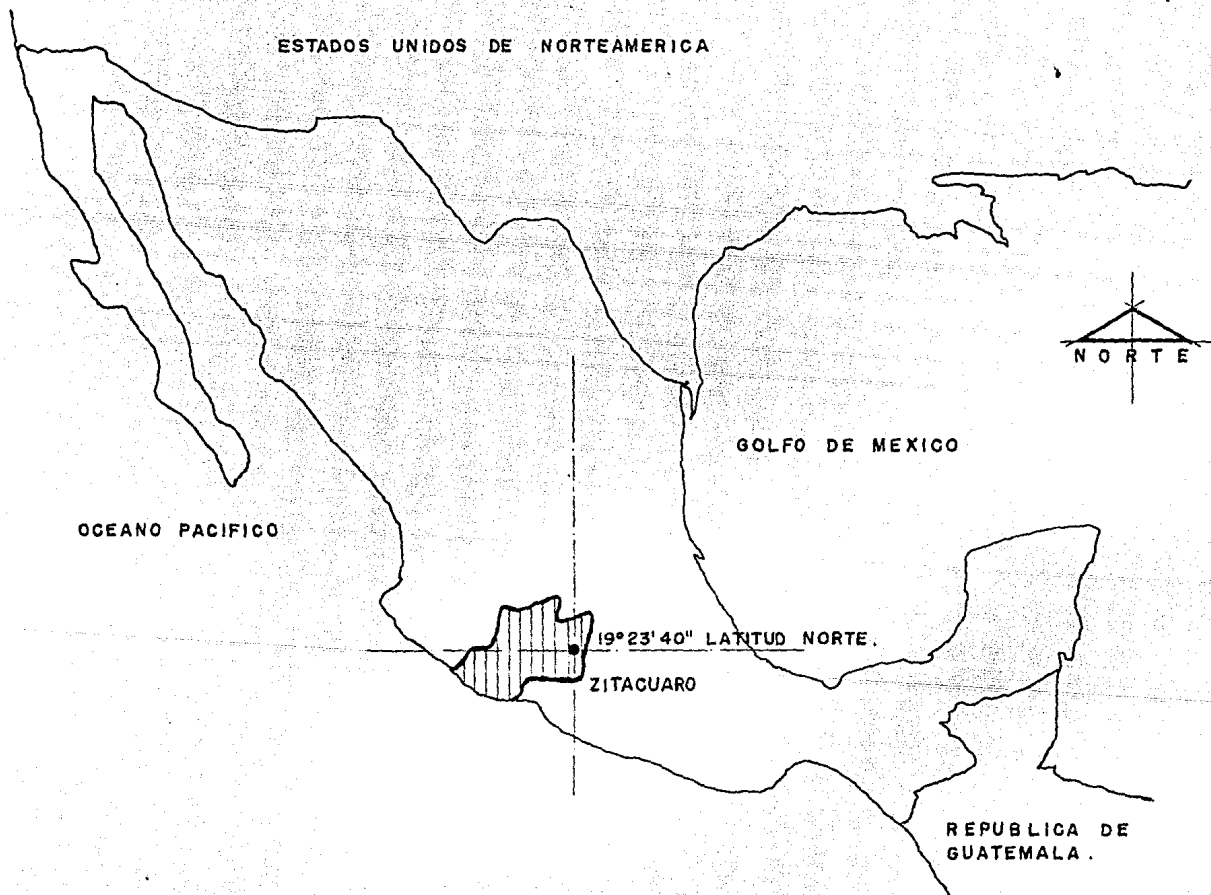 ESTADOS UNIDOS DE NORTEAMERICA
NORTE
GOLFO DE MEXICO
OCEANO PACIFICO
19°23'40" LATITUD NORTE.
ZITACUARO
REPUBLICA DE
GUATEMALA.